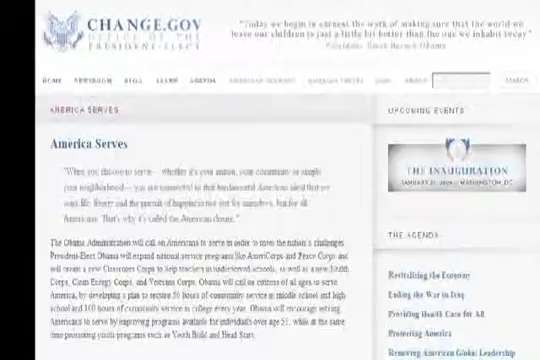 CHANGE.GOV
OFFICE OF THE
PRESIDENT-ELECT
"Today we begin in earnest the work of making sure that the world we
leave our children is just a little bit better than the one we inhabit today."
President-Elect Barack Obama
HOME NEWSROOM BLOG LEARN AGENDA AMERICAN MOMENT AMERICA SERVES JOBS SEARCH
AMERICA SERVES
America Serves
"When you choose to serve -- whether it's your nation, your community or simply
your neighborhood -- you are connected to that fundamental American ideal that we
want life, liberty and the pursuit of happiness not just for ourselves, but for all
Americans. That's why it's called the American dream."
The Obama Administration will call on Americans to serve in order to meet the nation's challenges.
President-Elect Obama will expand national service programs like AmeriCorps and Peace Corps and
will create a new Classroom Corps to help teachers in underserved schools, as well as a new Health
Corps, Clean Energy Corps, and Veterans Corps. Obama will call on citizens of all ages to serve
America, by developing a plan to require 50 hours of community service in middle school and high
school and 100 hours of community service in college every year. Obama will encourage retiring
Americans to serve by improving programs available for individuals over age 55, while at the same
time promoting youth programs such as Youth Build and Head Start.
UPCOMING EVENTS
THE INAUGURATION
JANUARY 20, 2009 WASHINGTON, DC
THE AGENDA
Revitalizing the Economy
Ending the War in Iraq
Providing Health Care for All
Protecting America
Renewing American Global Leadership